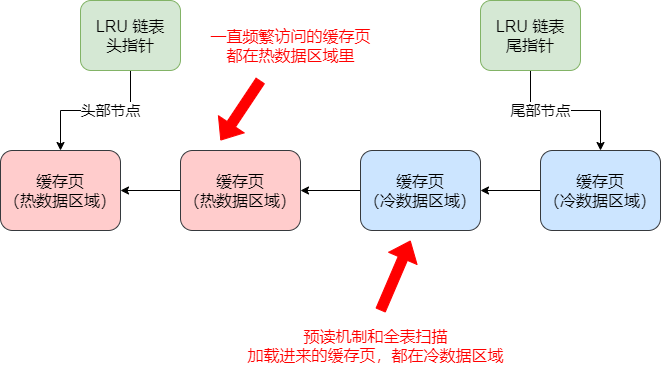 LRU 链表
头指针
一直频繁访问的缓存页
都在热数据区域里
LRU 链表
尾指针
头部节点
尾部节点
缓存页
(热数据区域)
缓存页
(热数据区域)
缓存页
(冷数据区域)
缓存页
(冷数据区域)
预读机制和全表扫描
加载进来的缓存页，都在冷数据区域